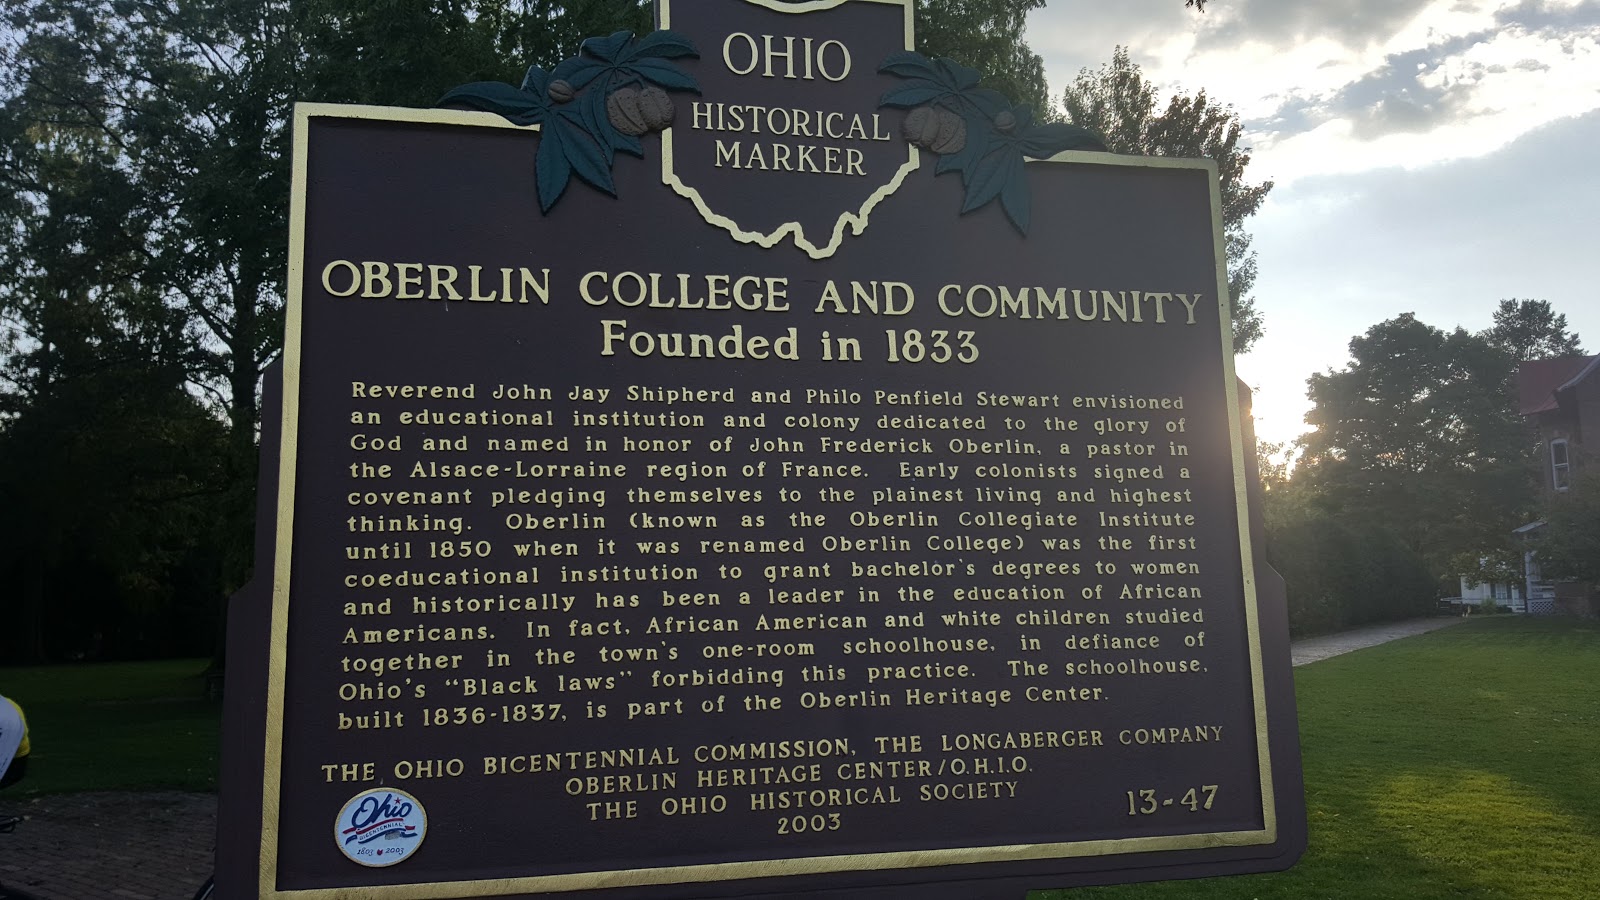 OHIO
HISTORICAL
MARKER
OBERLIN COLLEGE AND COMMUNITY
Founded in 1833
Reverend John Jay Shipherd and Philo Penfield Stewart envisioned
an educational institution and colony dedicated to the glory of
God and named in honor of John Frederick Oberlin, a pastor in
the Alsace-Lorraine region of France. Early colonists signed a
covenant pledging themselves to the plainest living and highest
thinking. Oberlin (known as the Oberlin Collegiate Institute
until 1850 when it was renamed Oberlin College) was the first
coeducational institution to grant bachelor's degrees to women
and historically has been a leader in the education of African
Americans. In fact, African American and white children studied
together in the town's one-room schoolhouse, in defiance of
Ohio's "Black laws" forbidding this practice. The schoolhouse,
built 1836-1837, is part of the Oberlin Heritage Center.
THE OHIO BICENTENNIAL COMMISSION, THE LONGABERGER COMPANY
OBERLIN HERITAGE CENTER/O.H.I.O.
THE OHIO HISTORICAL SOCIETY
2003
13-47
Ohio
BICENTENNIAL
1803 2003